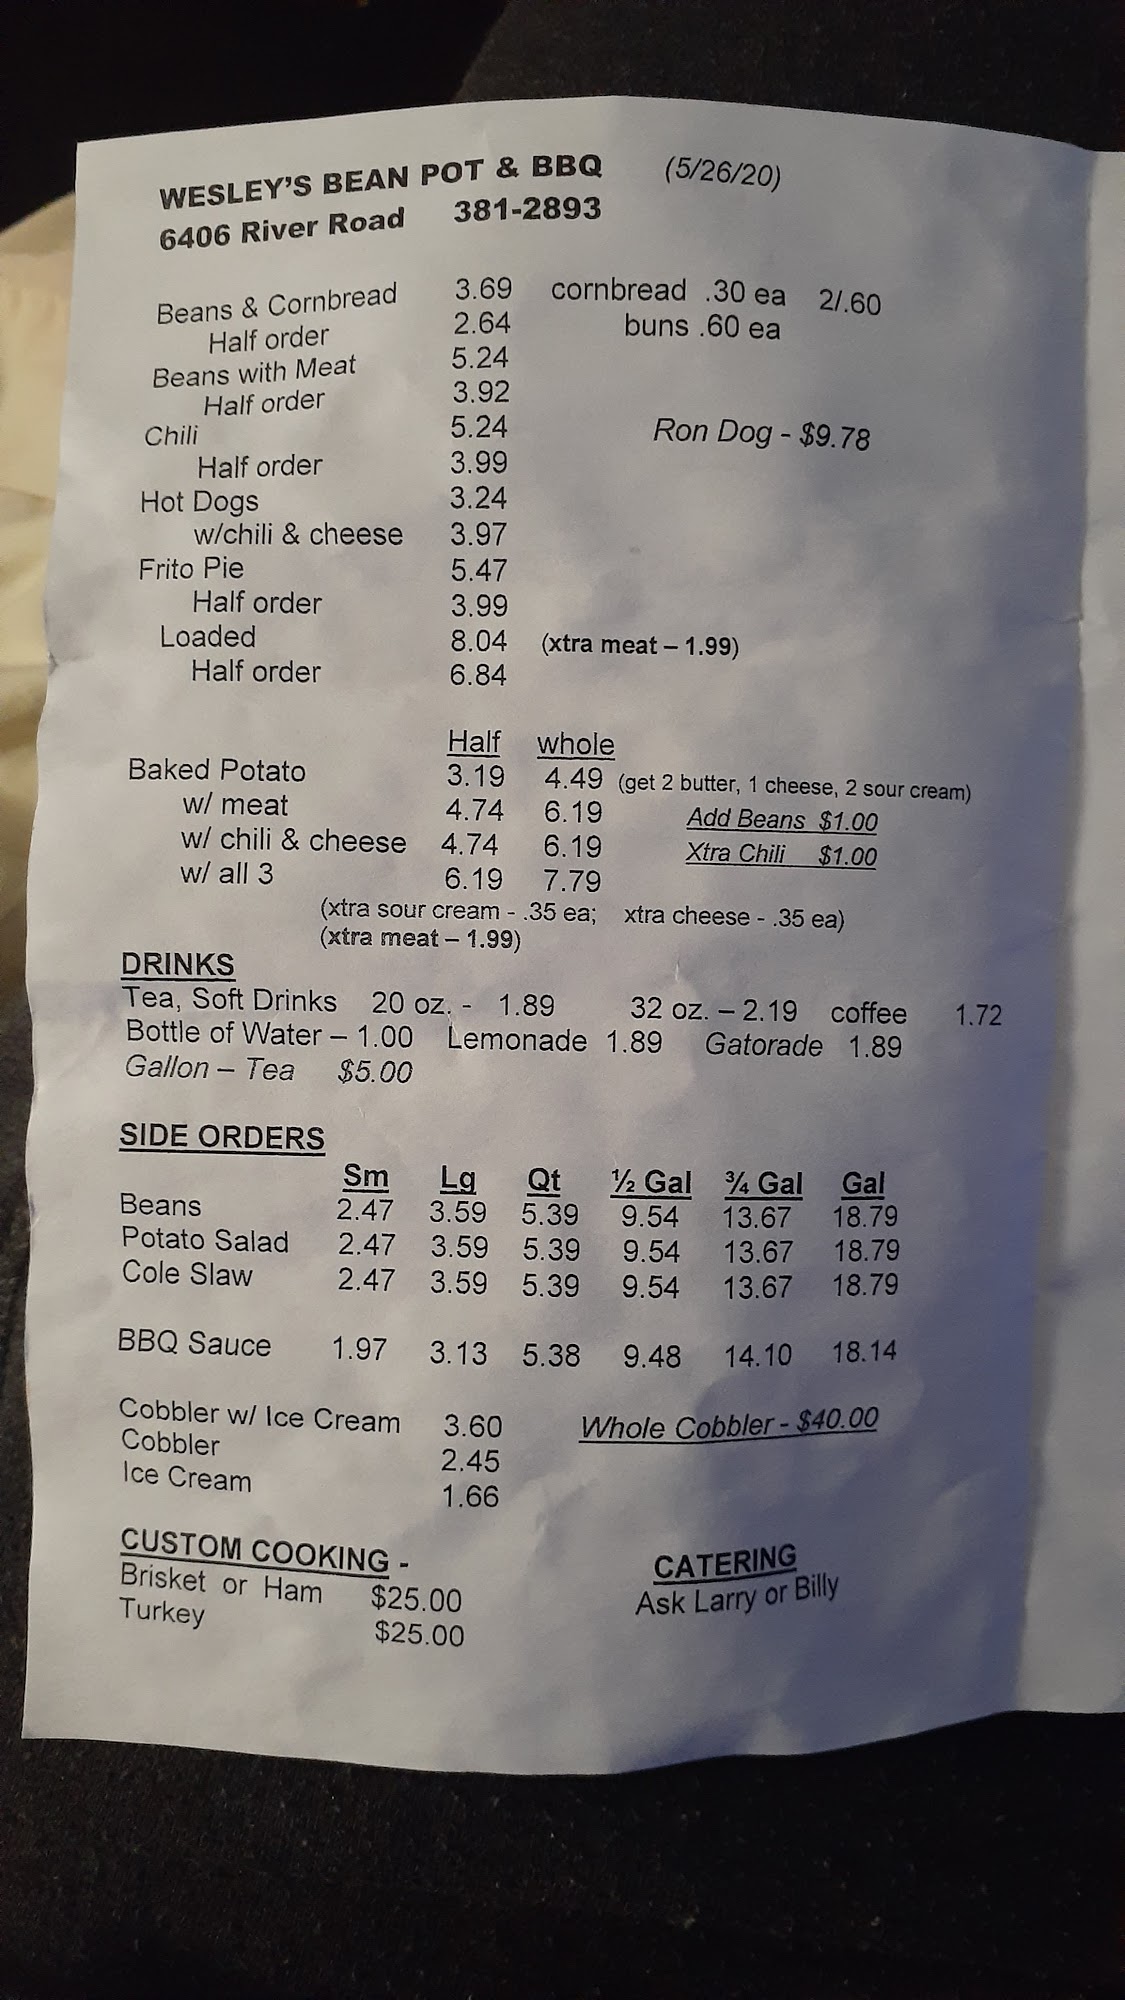 WESLEY'S BEAN POT & BBQ (5/26/20)
6406 River Road 381-2893
Beans & Cornbread 3.69 cornbread .30 ea 2/.60
Half order 2.64 buns .60 ea
Beans with Meat 5.24
Half order 3.92
Chili 5.24 Ron Dog - $9.78
Half order 3.99
Hot Dogs 3.24
w/chili & cheese 3.97
Frito Pie 5.47
Half order 3.99
Loaded 8.04 (xtra meat – 1.99)
Half order 6.84
Half whole
Baked Potato 3.19 4.49 (get 2 butter, 1 cheese, 2 sour cream)
w/ meat 4.74 6.19 Add Beans $1.00
w/ chili & cheese 4.74 6.19 Xtra Chili $1.00
w/ all 3 6.19 7.79
(xtra sour cream - .35 ea; xtra cheese - .35 ea)
(xtra meat – 1.99)
DRINKS
Tea, Soft Drinks 20 oz. - 1.89 32 oz. – 2.19 coffee 1.72
Bottle of Water – 1.00 Lemonade 1.89 Gatorade 1.89
Gallon – Tea $5.00
SIDE ORDERS
Sm Lg Qt ½ Gal ¾ Gal Gal
Beans 2.47 3.59 5.39 9.54 13.67 18.79
Potato Salad 2.47 3.59 5.39 9.54 13.67 18.79
Cole Slaw 2.47 3.59 5.39 9.54 13.67 18.79
BBQ Sauce 1.97 3.13 5.38 9.48 14.10 18.14
Cobbler w/ Ice Cream 3.60 Whole Cobbler - $40.00
Cobbler 2.45
Ice Cream 1.66
CUSTOM COOKING - CATERING
Brisket or Ham $25.00 Ask Larry or Billy
Turkey $25.00